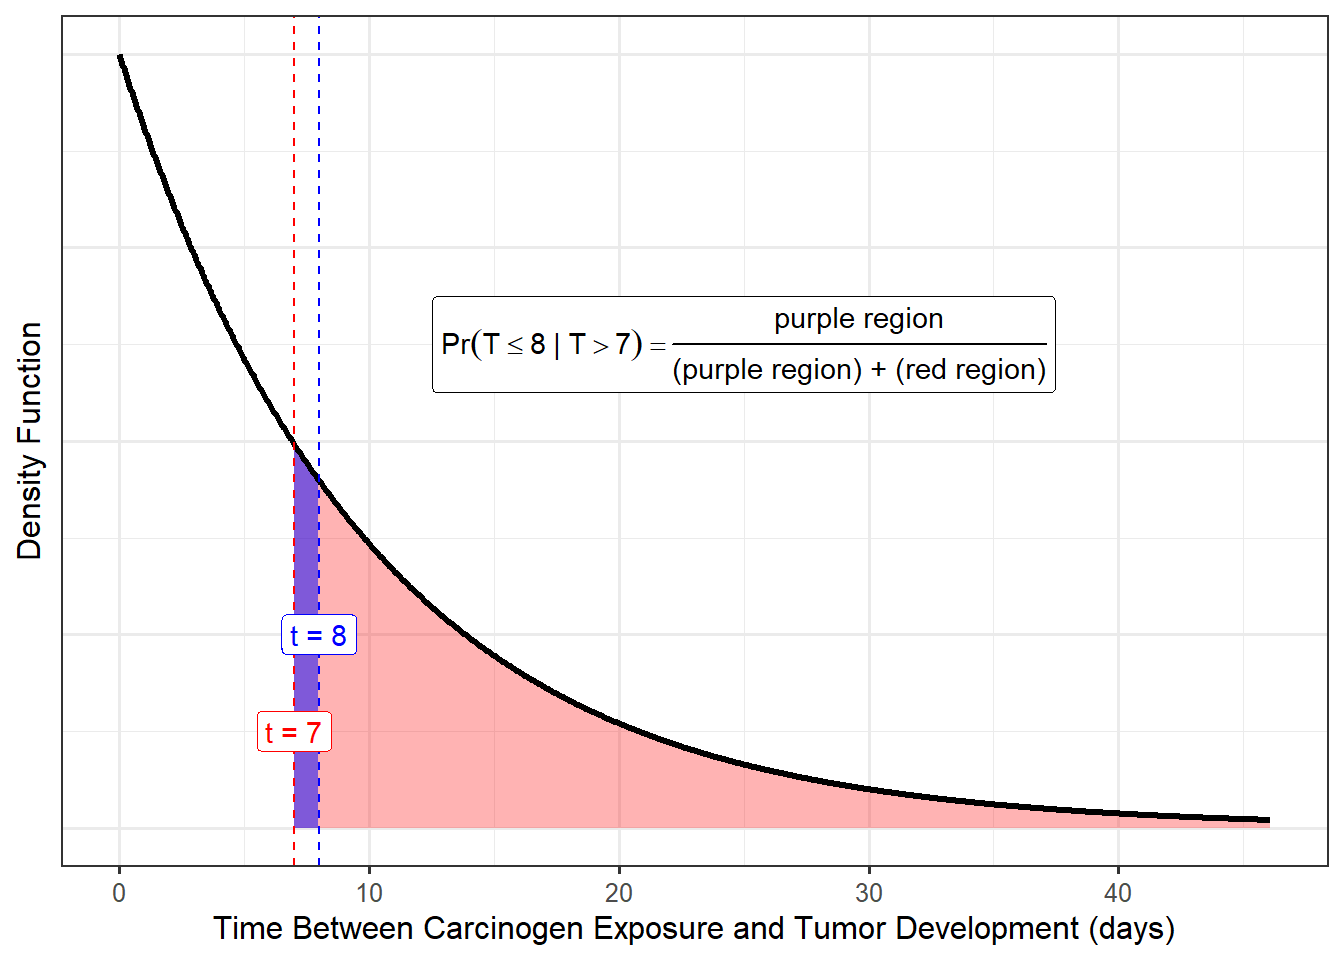 purple region
Pr(T ≤ 8 | T > 7) =
(purple region) + (red region)
Density Function
t = 8
t = 7
0 10 20 30 40
Time Between Carcinogen Exposure and Tumor Development (days)